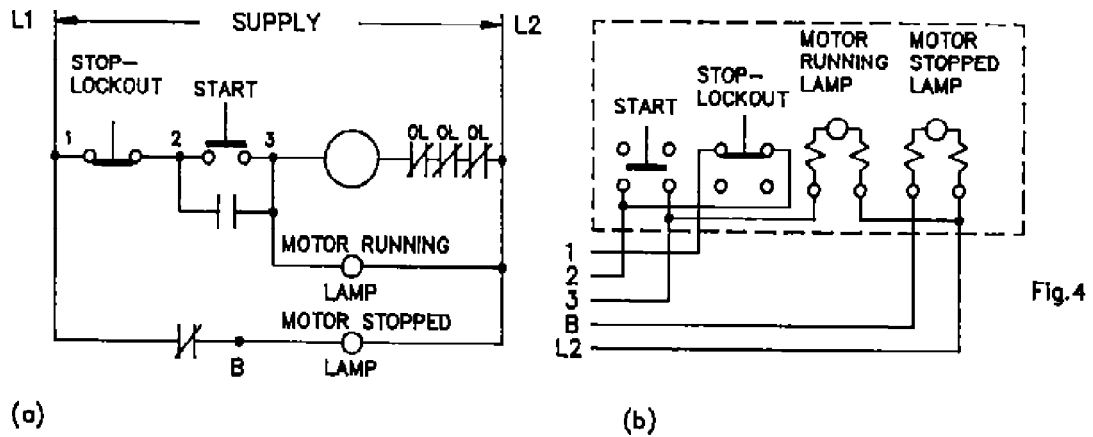 L1
SUPPLY
L2
STOP-
LOCKOUT
START
1
2
3
OL OL OL
MOTOR RUNNING
LAMP
MOTOR STOPPED
LAMP
B
(a)
MOTOR
RUNNING
LAMP
MOTOR
STOPPED
LAMP
STOP-
LOCKOUT
START
1
2
3
B
L2
(b)
Fig.4